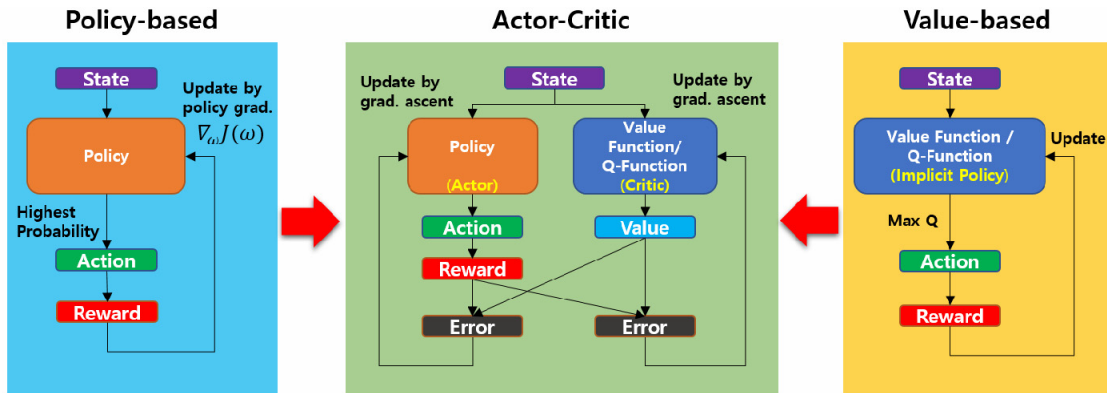 Policy-based
State
Update by
policy grad.
∇ω J(ω)
Policy
Highest
Probability
Action
Reward
Actor-Critic
State
Update by
grad. ascent
Update by
grad. ascent
Policy
(Actor)
Value
Function/
Q-Function
(Critic)
Action
Value
Reward
Error
Error
Value-based
State
Value Function /
Q-Function
(Implicit Policy)
Update
Max Q
Action
Reward